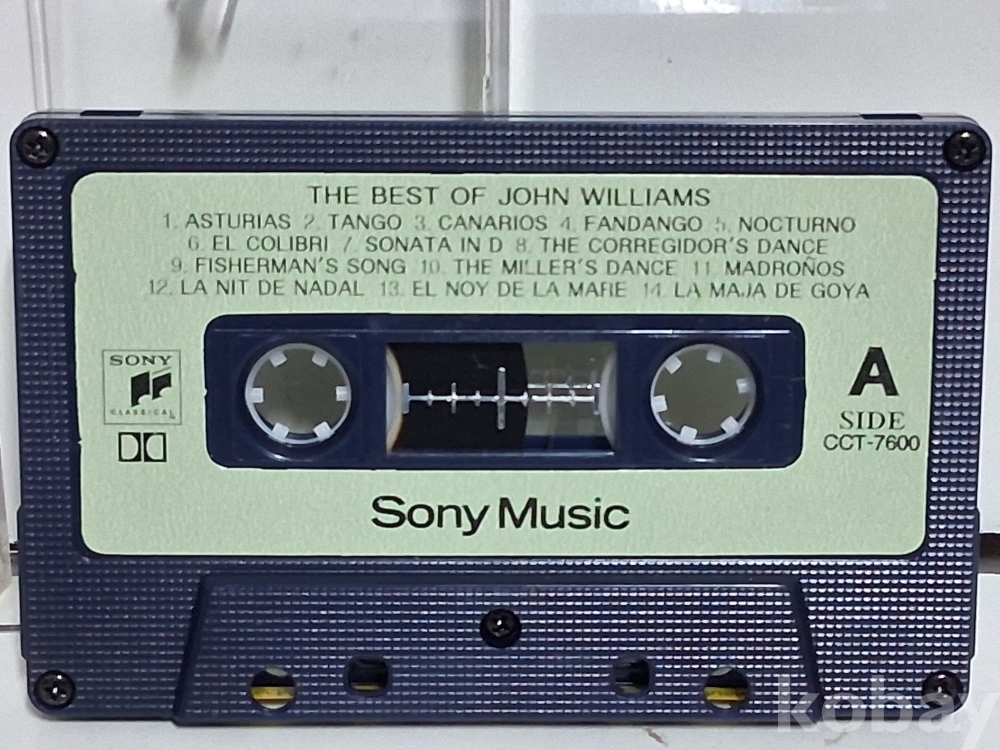 THE BEST OF JOHN WILLIAMS
1. ASTURIAS 2. TANGO 3. CANARIOS 4. FANDANGO 5. NOCTURNO
6. EL COLIBRI 7. SONATA IN D 8. THE CORREGIDOR'S DANCE
9. FISHERMAN'S SONG 10. THE MILLER'S DANCE 11. MADROÑOS
12. LA NIT DE NADAL 13. EL NOY DE LA MARE 14. LA MAJA DE GOYA
SONY
CLASSICAL
A
SIDE
CCT-7600
Sony Music
kobay